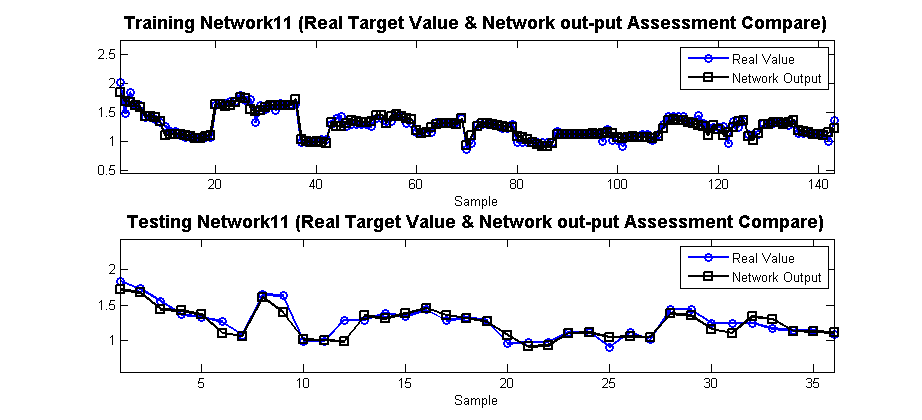 Training Network11 (Real Target Value & Network out-put Assessment Compare)
2.5
2
1.5
1
0.5
Real Value
Network Output
20 40 60 80 100 120 140
Sample
Testing Network11 (Real Target Value & Network out-put Assessment Compare)
2
1.5
1
Real Value
Network Output
5 10 15 20 25 30 35
Sample